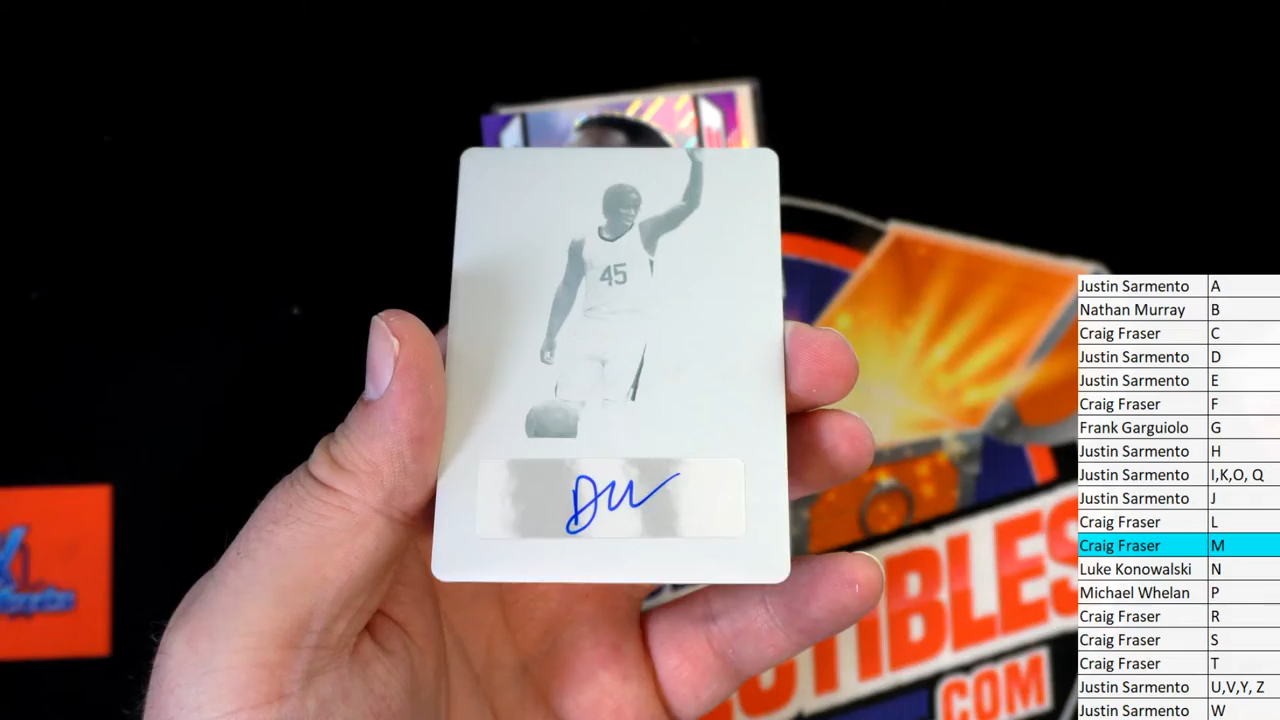 45
Justin Sarmento A
Nathan Murray B
Craig Fraser C
Justin Sarmento D
Justin Sarmento E
Craig Fraser F
Frank Garguiolo G
Justin Sarmento H
Justin Sarmento I,K,O, Q
Justin Sarmento J
Craig Fraser L
Craig Fraser M
Luke Konowalski N
Michael Whelan P
Craig Fraser R
Craig Fraser S
Craig Fraser T
Justin Sarmento U,V,Y, Z
Justin Sarmento W
.COM